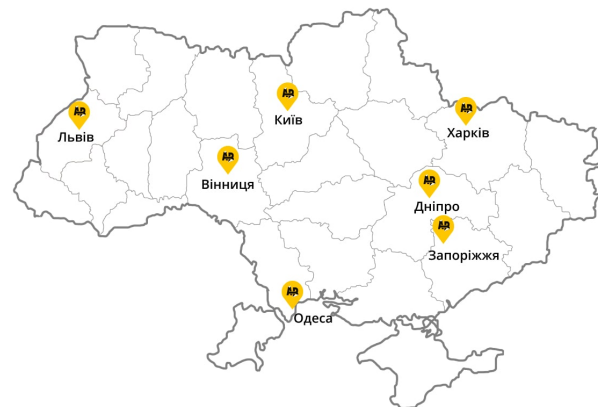 Київ
Львів
Харків
Вінниця
Дніпро
Запоріжжя
Одеса